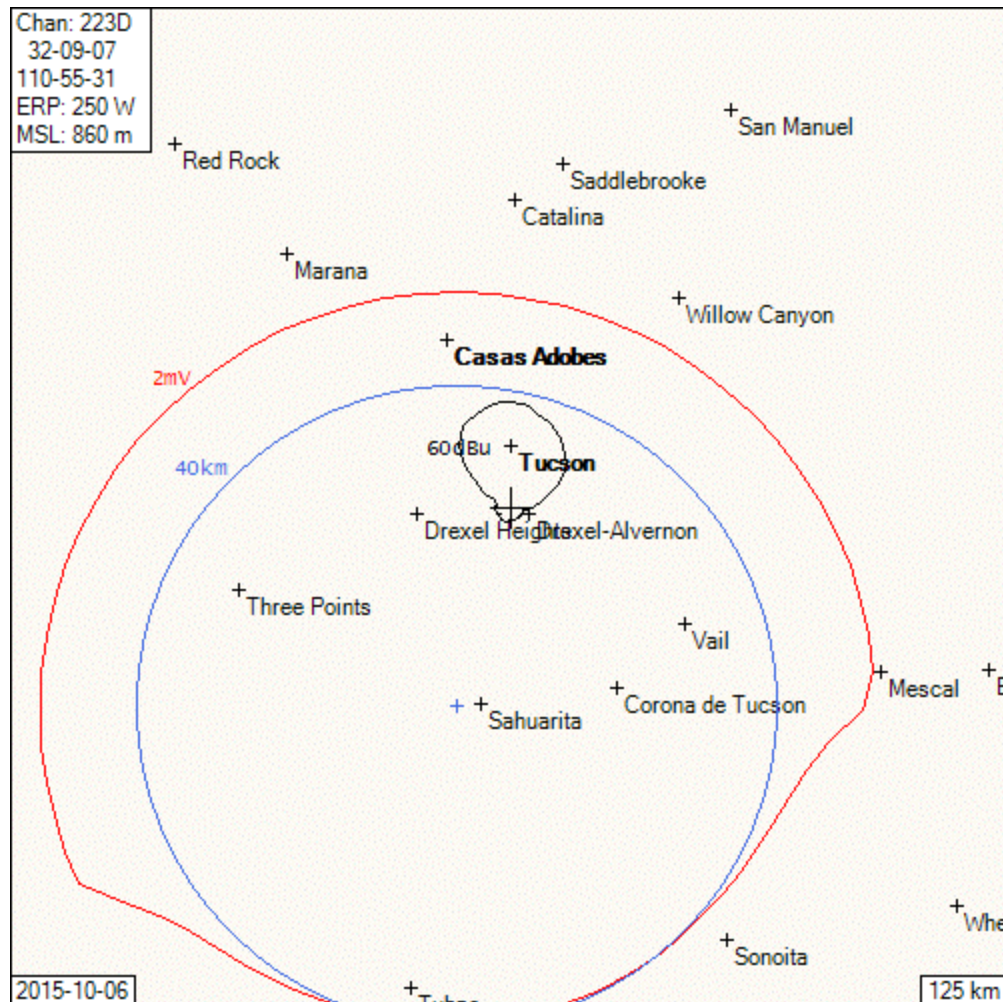 Chan: 223D
32-09-07
110-55-31
ERP: 250 W
MSL: 860 m
San Manuel
Red Rock
Saddlebrooke
Catalina
Marana
Willow Canyon
Casas Adobes
2mV
60dBu
Tucson
40km
Drexel Heights
Drexel-Alvernon
Three Points
Vail
Mescal
Corona de Tucson
Sahuarita
Sonoita
2015-10-06
125 km